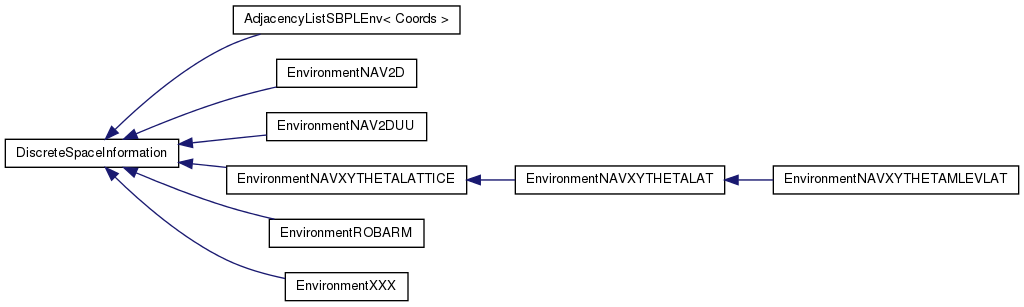 AdjacencyListSBPLEnv< Coords >
EnvironmentNAV2D
EnvironmentNAV2DUU
DiscreteSpaceInformation
EnvironmentNAVXYTHETALATTICE
EnvironmentNAVXYTHETALAT
EnvironmentNAVXYTHETAMLEVLAT
EnvironmentROBARM
EnvironmentXXX